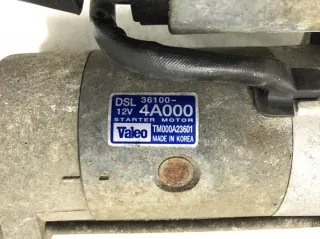 DSL 36100-
12V 4A000
STARTER MOTOR
Valeo TM000A23601
MADE IN KOREA